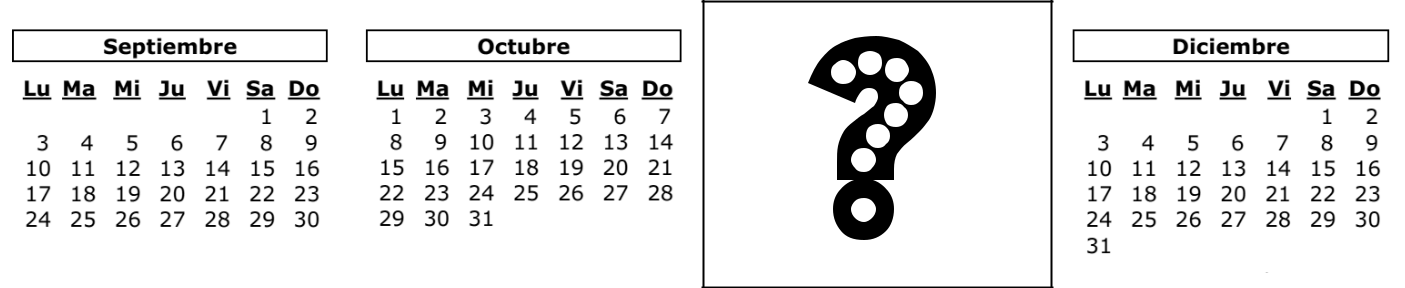 Septiembre
Lu Ma Mi Ju Vi Sa Do
1 2
3 4 5 6 7 8 9
10 11 12 13 14 15 16
17 18 19 20 21 22 23
24 25 26 27 28 29 30
Octubre
Lu Ma Mi Ju Vi Sa Do
1 2 3 4 5 6 7
8 9 10 11 12 13 14
15 16 17 18 19 20 21
22 23 24 25 26 27 28
29 30 31
?
Diciembre
Lu Ma Mi Ju Vi Sa Do
1 2
3 4 5 6 7 8 9
10 11 12 13 14 15 16
17 18 19 20 21 22 23
24 25 26 27 28 29 30
31